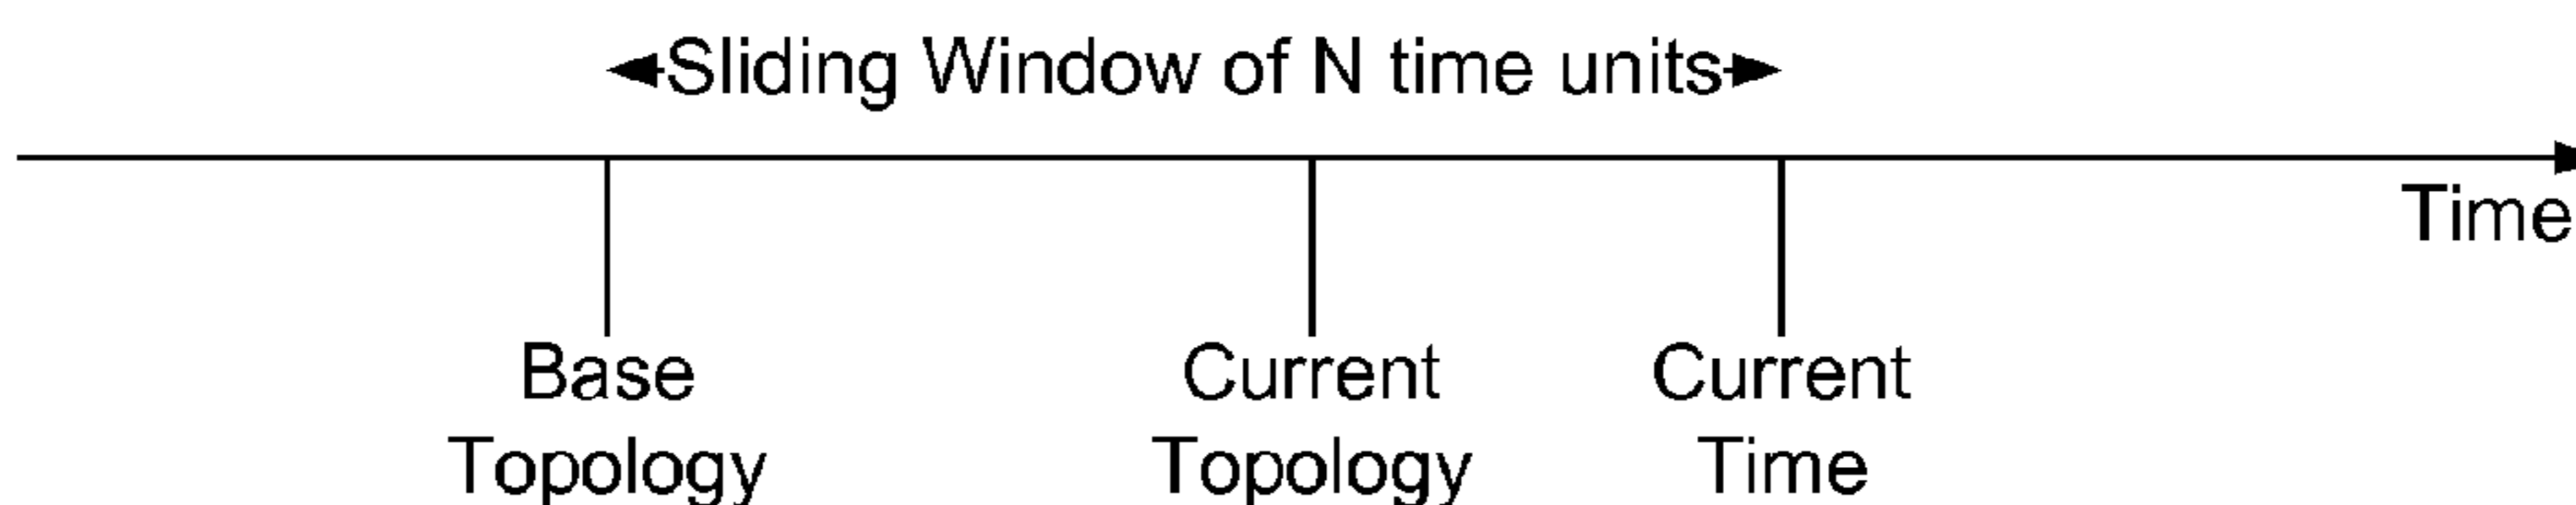 Sliding Window of N time units
Time
Base
Topology
Current
Topology
Current
Time